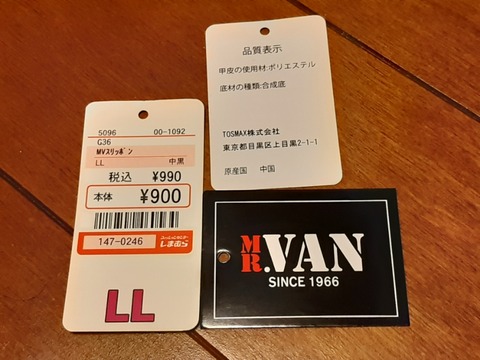 5096 00-1092
G36
MVスリッポン
LL 中黒
税込 ¥990
本体 ¥900
147-0246
しまむら
LL
品質表示
甲皮の使用材:ポリエステル
底材の種類:合成底
TOSMAX株式会社
東京都目黒区上目黒2-1-1
原産国 中国
MR.VAN
SINCE 1966